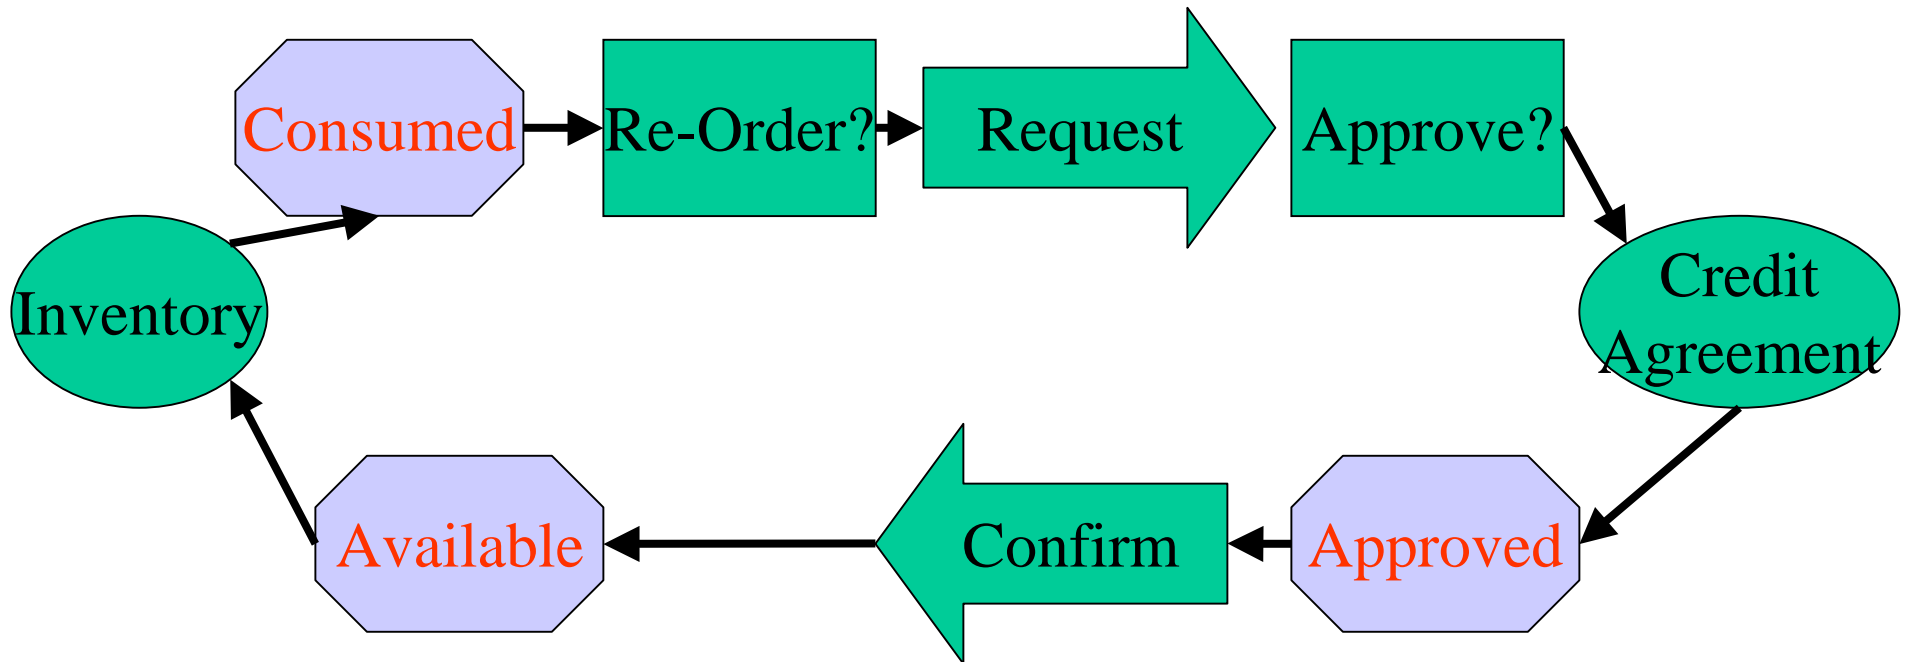 Consumed
Re-Order?
Request
Approve?
Inventory
Credit
Agreement
Available
Confirm
Approved